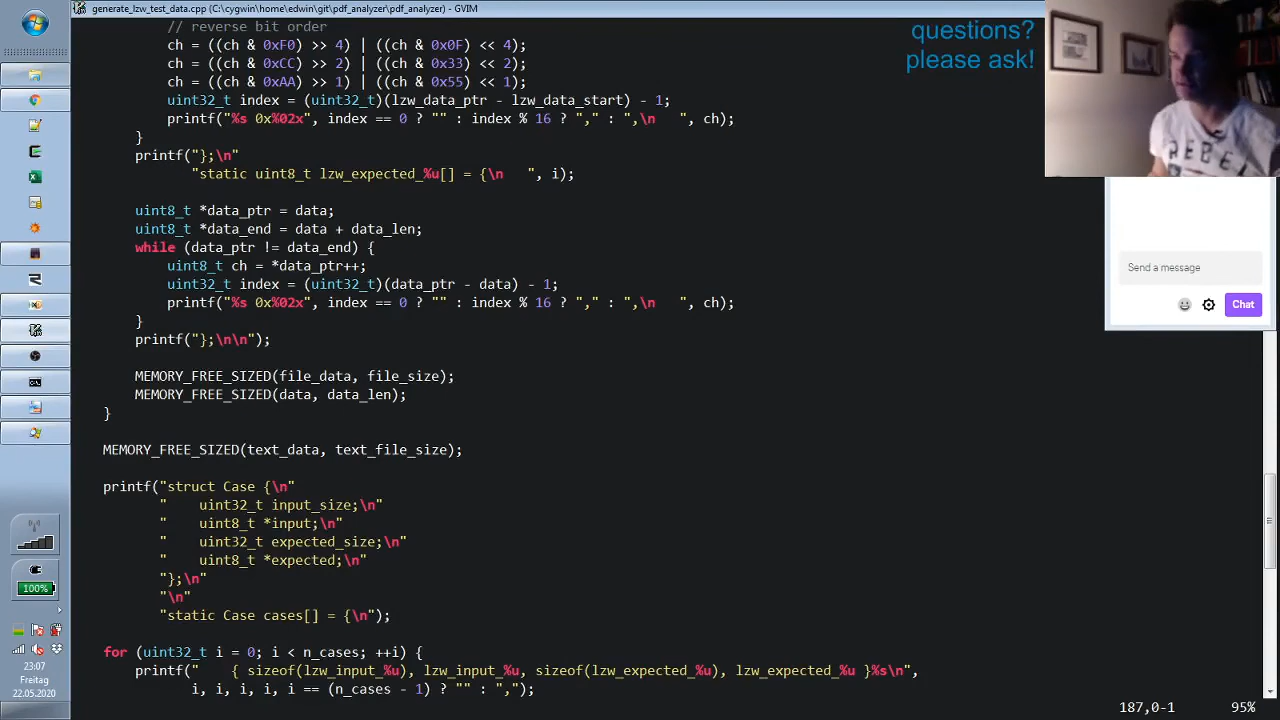 generate_lzw_test_data.cpp (C:\cygwin\home\edwin\git\pdf_analyzer\pdf_analyzer) - GVIM
// reverse bit order
ch = ((ch & 0xF0) >> 4) | ((ch & 0x0F) << 4);
ch = ((ch & 0xCC) >> 2) | ((ch & 0x33) << 2);
ch = ((ch & 0xAA) >> 1) | ((ch & 0x55) << 1);
uint32_t index = (uint32_t)(lzw_data_ptr - lzw_data_start) - 1;
printf("%s 0x%02x", index == 0 ? "" : index % 16 ? "," : ",\n   ", ch);
}
printf("};\n"
"static uint8_t lzw_expected_%u[] = {\n   ", i);
uint8_t *data_ptr = data;
uint8_t *data_end = data + data_len;
while (data_ptr != data_end) {
uint8_t ch = *data_ptr++;
uint32_t index = (uint32_t)(data_ptr - data) - 1;
printf("%s 0x%02x", index == 0 ? "" : index % 16 ? "," : ",\n   ", ch);
}
printf("};\n\n");
MEMORY_FREE_SIZED(file_data, file_size);
MEMORY_FREE_SIZED(data, data_len);
}
MEMORY_FREE_SIZED(text_data, text_file_size);
printf("struct Case {\n"
"    uint32_t input_size;\n"
"    uint8_t *input;\n"
"    uint32_t expected_size;\n"
"    uint8_t *expected;\n"
"};\n"
"\n"
"static Case cases[] = {\n");
for (uint32_t i = 0; i < n_cases; ++i) {
printf("    { sizeof(lzw_input_%u), lzw_input_%u, sizeof(lzw_expected_%u), lzw_expected_%u }%s\n",
i, i, i, i, i == (n_cases - 1) ? "" : ",");
187,0-1 95%
questions?
please ask!
REBEL
Send a message
Chat
100%
23:07
Freitag
22.05.2020